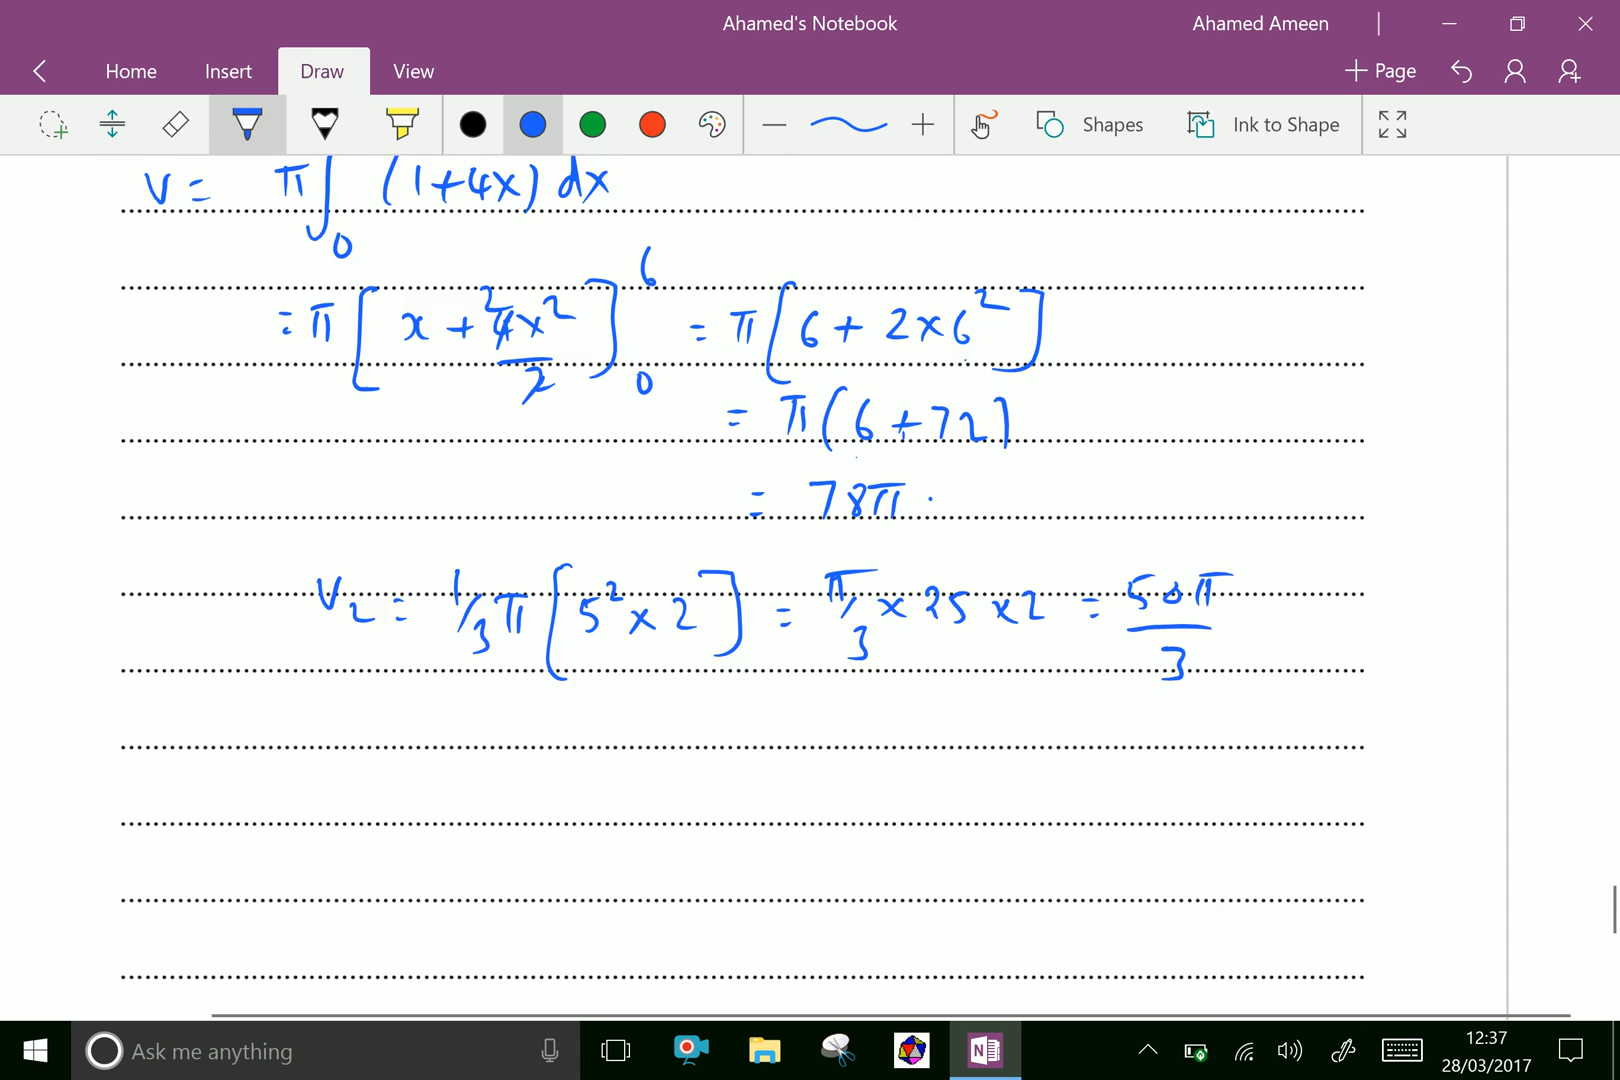 Ahamed's Notebook
Ahamed Ameen
Home Insert Draw View
Page
Shapes
Ink to Shape
V = π∫₀ (1+4x) dx
= π[x + ²4x²/2]₀⁶ = π[6 + 2×6²]
= π(6+72)
= 78π.
V₂ = 1/3 π[5²×2] = π/3 × 25 × 2 = 50π/3
Ask me anything
N
12:37
28/03/2017